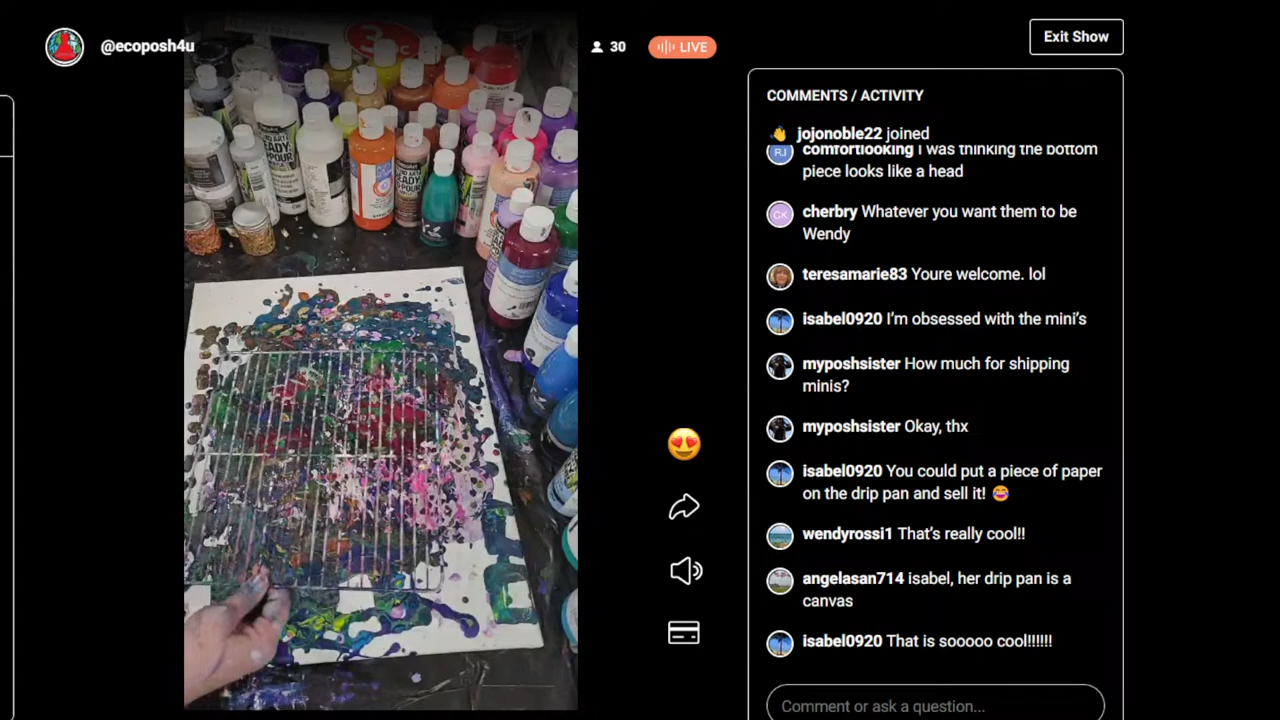 @ecoposh4u
30
LIVE
Exit Show
COMMENTS / ACTIVITY
jojonoble22 joined
comfortlooking I was thinking the bottom
piece looks like a head
cherbry Whatever you want them to be
Wendy
teresamarie83 Youre welcome. lol
isabel0920 I’m obsessed with the mini’s
myposhsister How much for shipping
minis?
myposhsister Okay, thx
isabel0920 You could put a piece of paper
on the drip pan and sell it! 😂
wendyrossi1 That’s really cool!!
angelasan714 isabel, her drip pan is a
canvas
isabel0920 That is sooooo cool!!!!!!
Comment or ask a question...
RJ
CK